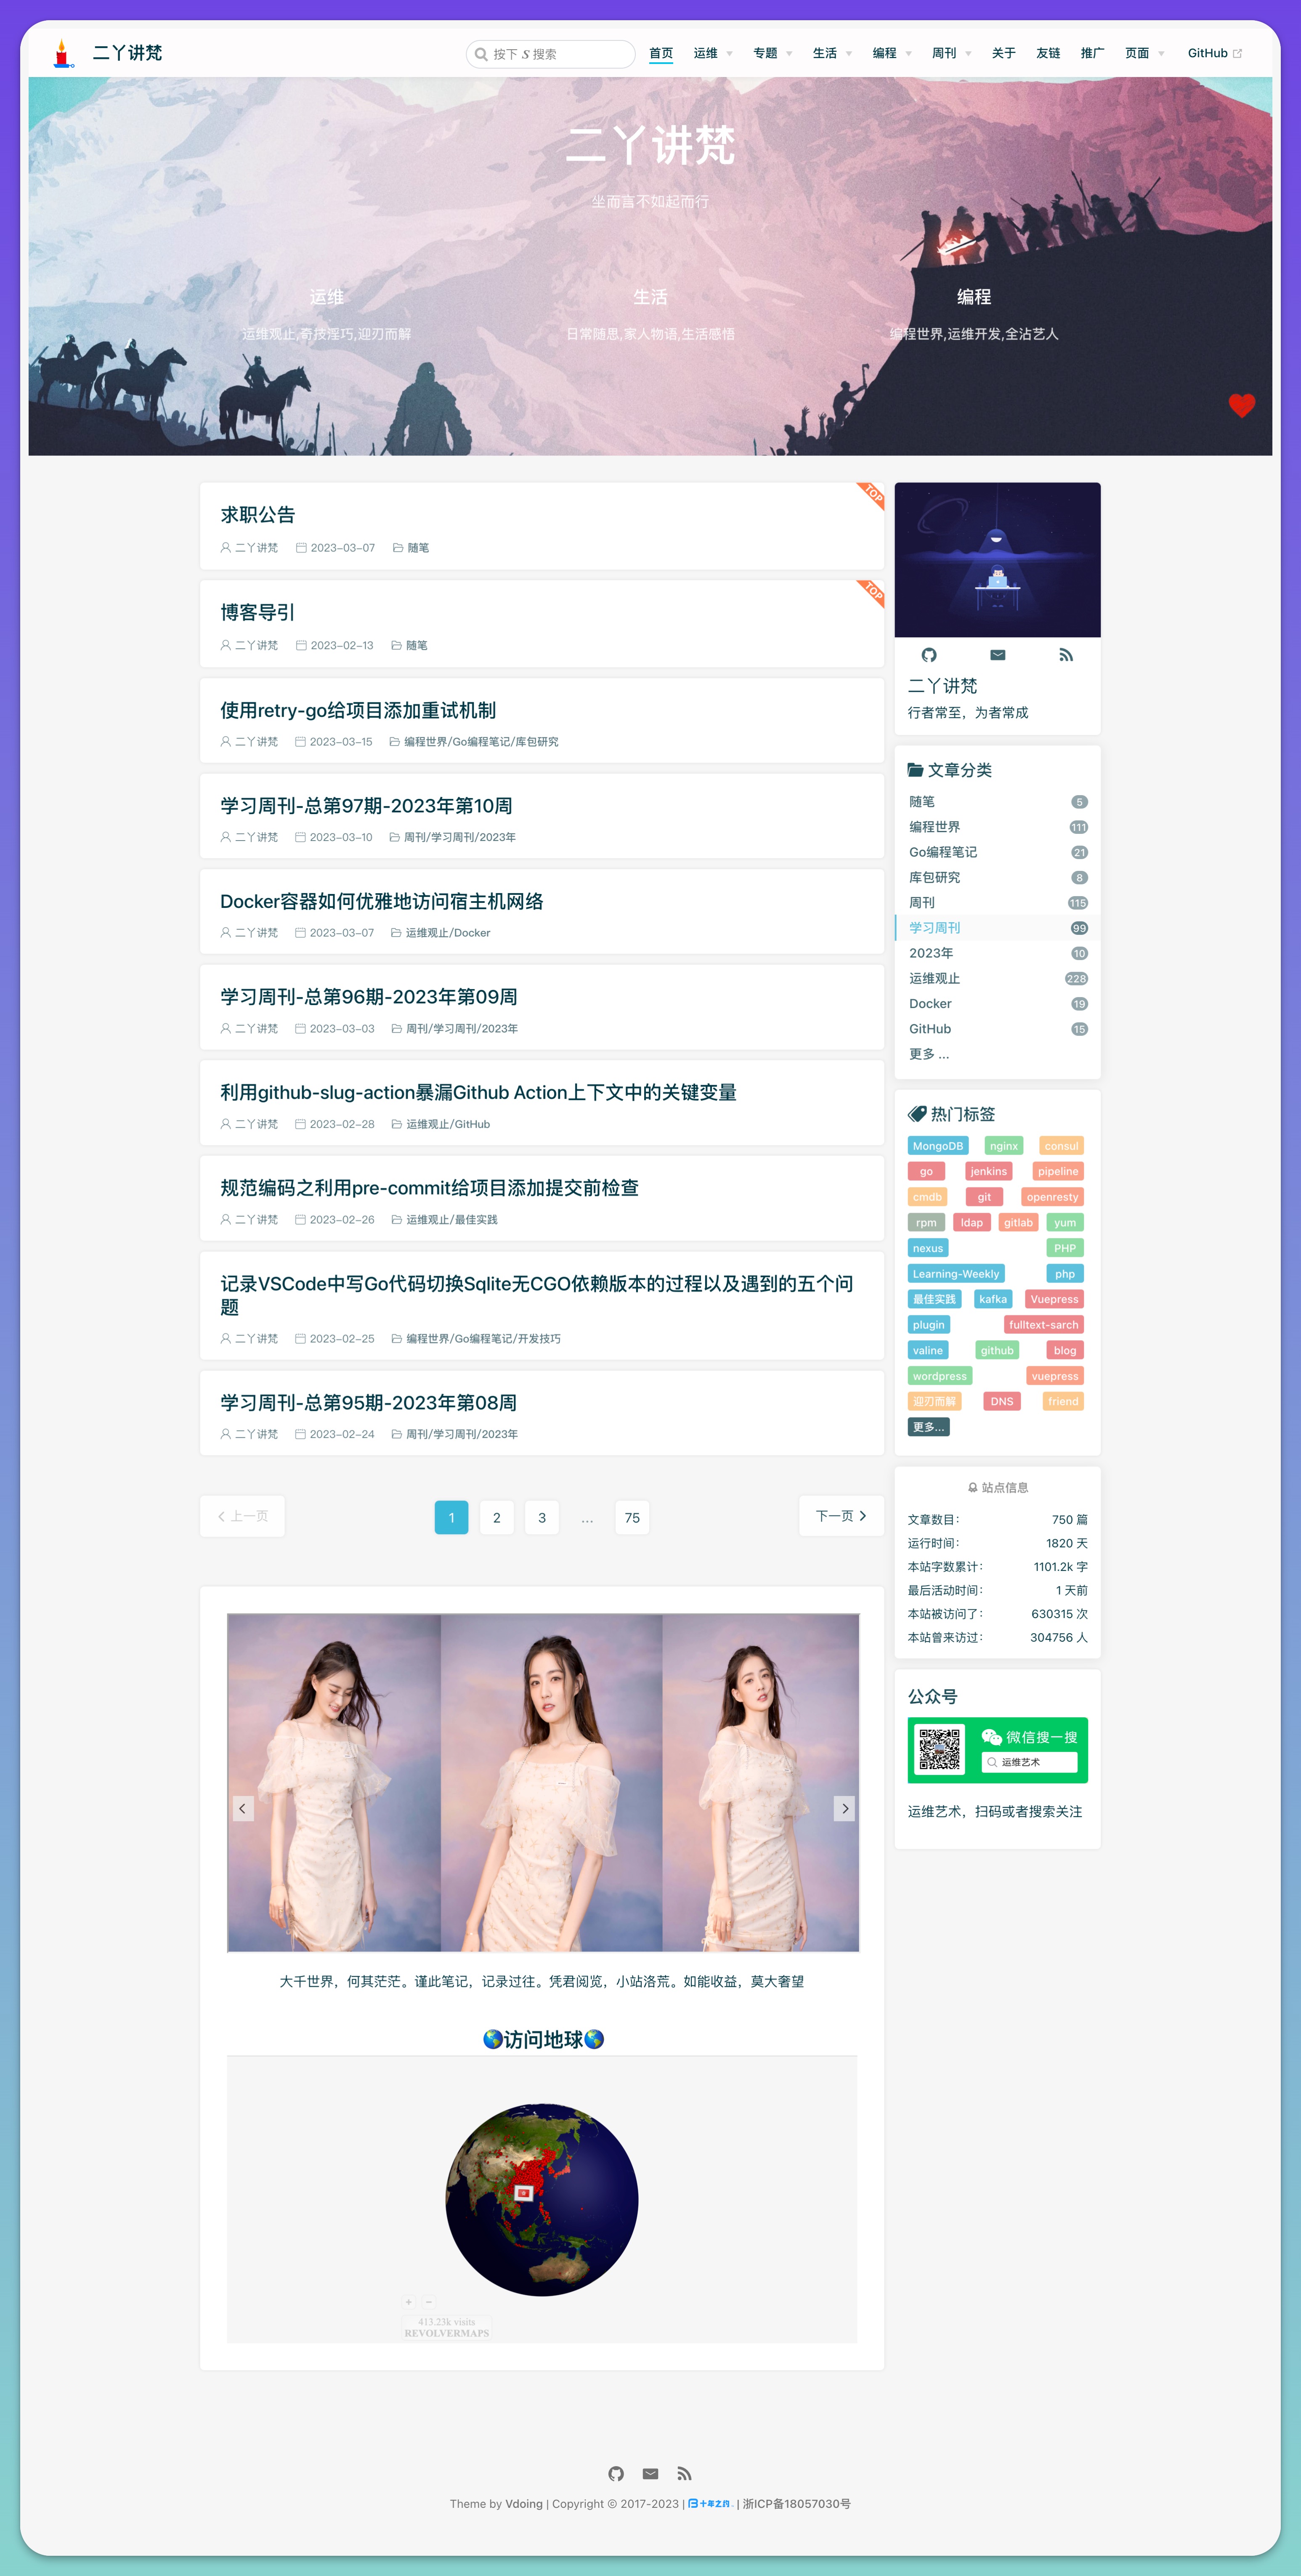 二丫讲梵
按下 S 搜索
首页 运维 专题 生活 编程 周刊 关于 友链 推广 页面 GitHub
二丫讲梵
坐而言不如起而行
运维 生活 编程
运维观止,奇技淫巧,迎刃而解 日常随思,家人物语,生活感悟 编程世界,运维开发,全沾艺人
TOP
求职公告
二丫讲梵 2023-03-07 随笔
TOP
博客导引
二丫讲梵 2023-02-13 随笔
使用retry-go给项目添加重试机制
二丫讲梵 2023-03-15 编程世界/Go编程笔记/库包研究
学习周刊-总第97期-2023年第10周
二丫讲梵 2023-03-10 周刊/学习周刊/2023年
Docker容器如何优雅地访问宿主机网络
二丫讲梵 2023-03-07 运维观止/Docker
学习周刊-总第96期-2023年第09周
二丫讲梵 2023-03-03 周刊/学习周刊/2023年
利用github-slug-action暴漏Github Action上下文中的关键变量
二丫讲梵 2023-02-28 运维观止/GitHub
规范编码之利用pre-commit给项目添加提交前检查
二丫讲梵 2023-02-26 运维观止/最佳实践
记录VSCode中写Go代码切换Sqlite无CGO依赖版本的过程以及遇到的五个问
题
二丫讲梵 2023-02-25 编程世界/Go编程笔记/开发技巧
学习周刊-总第95期-2023年第08周
二丫讲梵 2023-02-24 周刊/学习周刊/2023年
上一页 1 2 3 ... 75 下一页
大千世界，何其茫茫。谨此笔记，记录过往。凭君阅览，小站洛荒。如能收益，莫大奢望
🌎访问地球🌎
+ −
413.23k visits
REVOLVERMAPS
二丫讲梵
行者常至，为者常成
文章分类
随笔 5
编程世界 111
Go编程笔记 21
库包研究 8
周刊 115
学习周刊 99
2023年 10
运维观止 228
Docker 19
GitHub 15
更多 ...
热门标签
MongoDB nginx consul
go jenkins pipeline
cmdb git openresty
rpm ldap gitlab yum
nexus PHP
Learning-Weekly php
最佳实践 kafka Vuepress
plugin fulltext-sarch
valine github blog
wordpress vuepress
迎刃而解 DNS friend
更多...
站点信息
文章数目： 750 篇
运行时间： 1820 天
本站字数累计： 1101.2k 字
最后活动时间： 1 天前
本站被访问了： 630315 次
本站曾来访过： 304756 人
公众号
微信搜一搜
运维艺术
运维艺术，扫码或者搜索关注
Theme by Vdoing | Copyright © 2017-2023 | 十年之约 | 浙ICP备18057030号